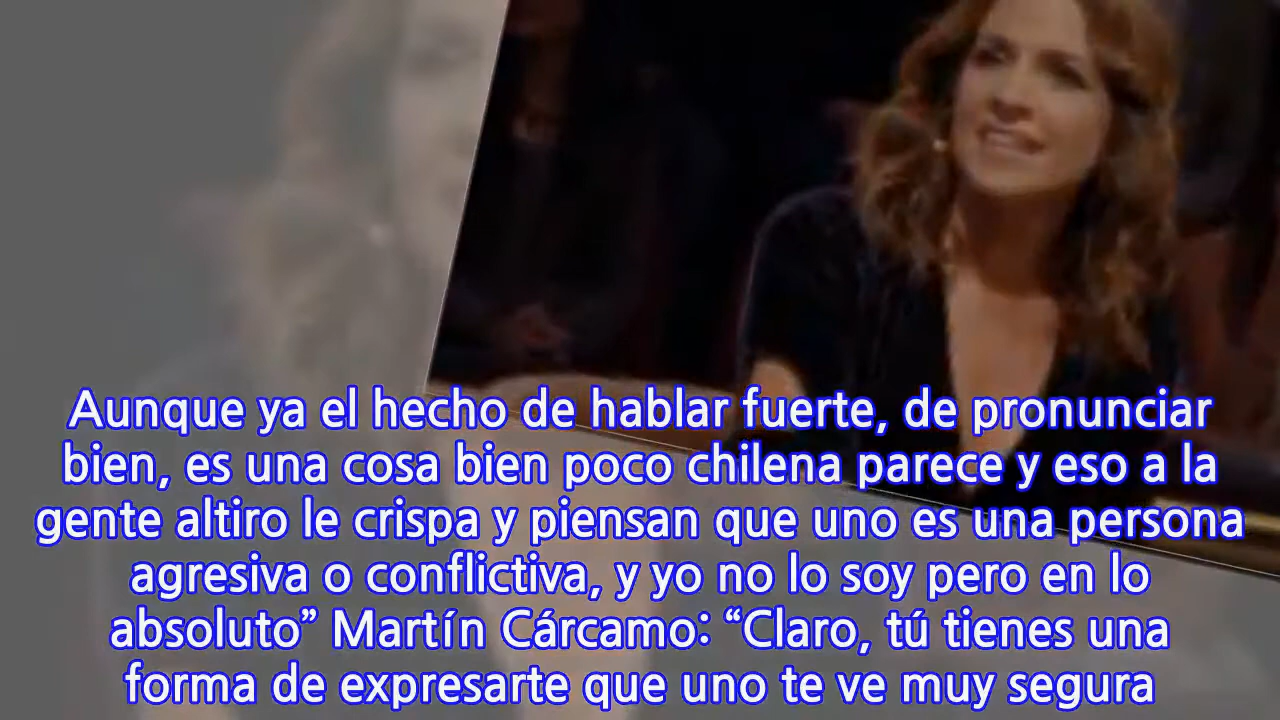 Aunque ya el hecho de hablar fuerte, de pronunciar
bien, es una cosa bien poco chilena parece y eso a la
gente altiro le crispa y piensan que uno es una persona
agresiva o conflictiva, y yo no lo soy pero en lo
absoluto” Martín Cárcamo: “Claro, tú tienes una
forma de expresarte que uno te ve muy segura